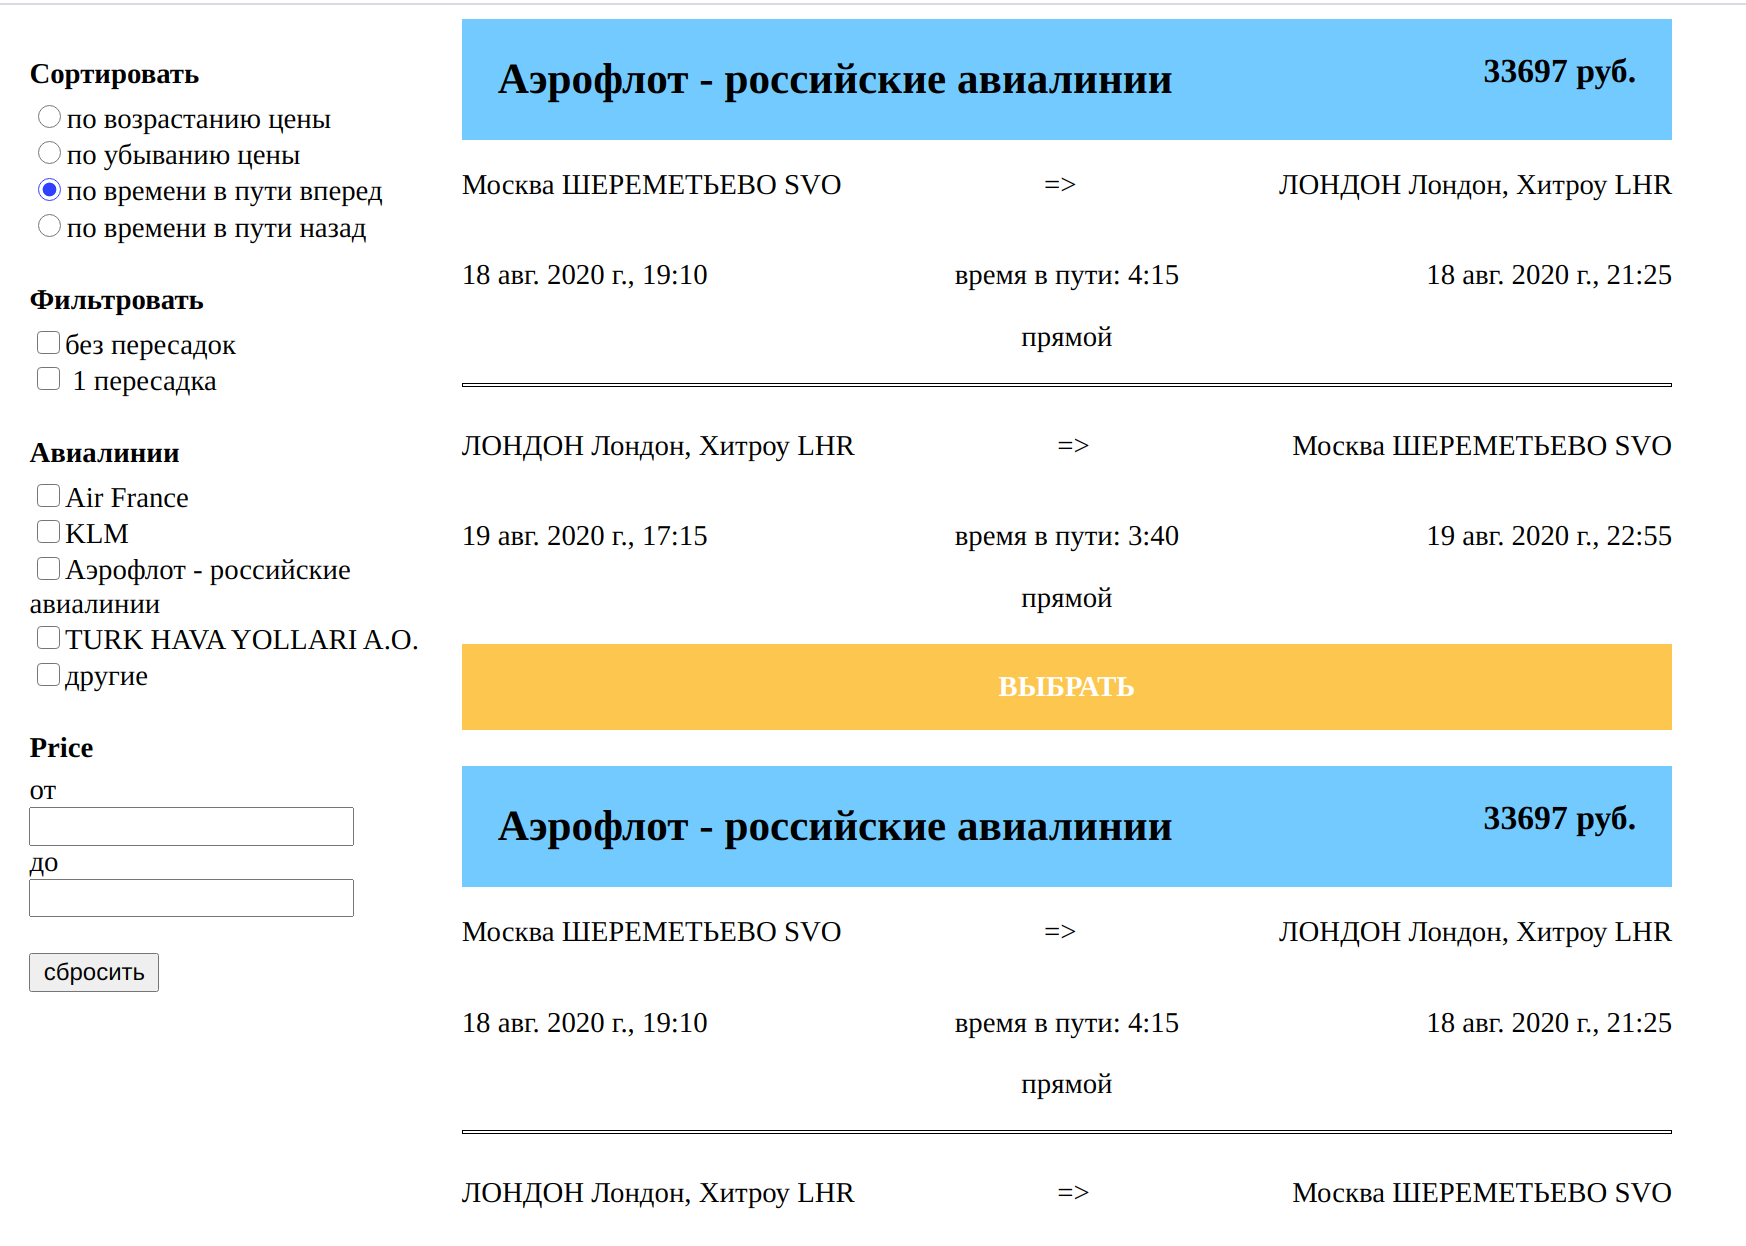 Сортировать
по возрастанию цены
по убыванию цены
по времени в пути вперед
по времени в пути назад
Фильтровать
без пересадок
1 пересадка
Авиалинии
Air France
KLM
Аэрофлот - российские
авиалинии
TURK HAVA YOLLARI A.O.
другие
Price
от
до
сбросить
Аэрофлот - российские авиалинии 33697 руб.
Москва ШЕРЕМЕТЬЕВО SVO => ЛОНДОН Лондон, Хитроу LHR
18 авг. 2020 г., 19:10 время в пути: 4:15 18 авг. 2020 г., 21:25
прямой
ЛОНДОН Лондон, Хитроу LHR => Москва ШЕРЕМЕТЬЕВО SVO
19 авг. 2020 г., 17:15 время в пути: 3:40 19 авг. 2020 г., 22:55
прямой
ВЫБРАТЬ
Аэрофлот - российские авиалинии 33697 руб.
Москва ШЕРЕМЕТЬЕВО SVO => ЛОНДОН Лондон, Хитроу LHR
18 авг. 2020 г., 19:10 время в пути: 4:15 18 авг. 2020 г., 21:25
прямой
ЛОНДОН Лондон, Хитроу LHR => Москва ШЕРЕМЕТЬЕВО SVO